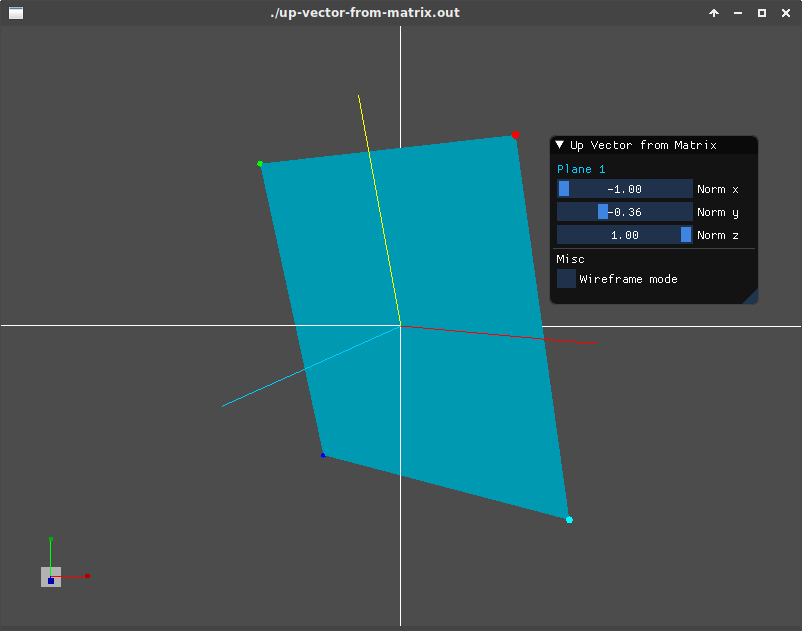 ./up-vector-from-matrix.out
Up Vector from Matrix
Plane 1
-1.00 Norm x
-0.36 Norm y
1.00 Norm z
Misc
Wireframe mode